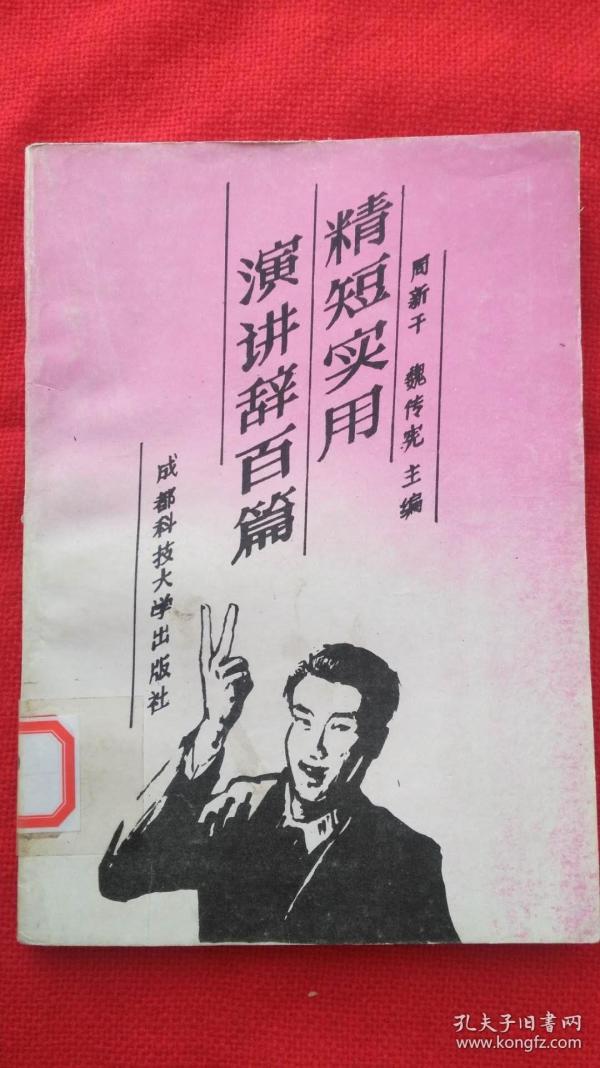 精短实用
演讲辞百篇
周新干 魏传宪 主编
成都科技大学出版社
孔夫子旧书网
www.kongfz.com